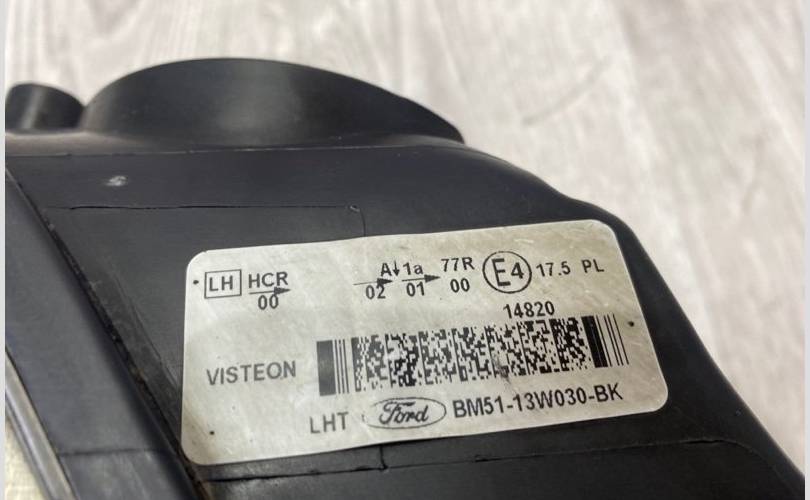 LH HCR A↓1a 77R E4 17.5 PL
00 02 01 00
14820
VISTEON
LHT Ford BM51-13W030-BK